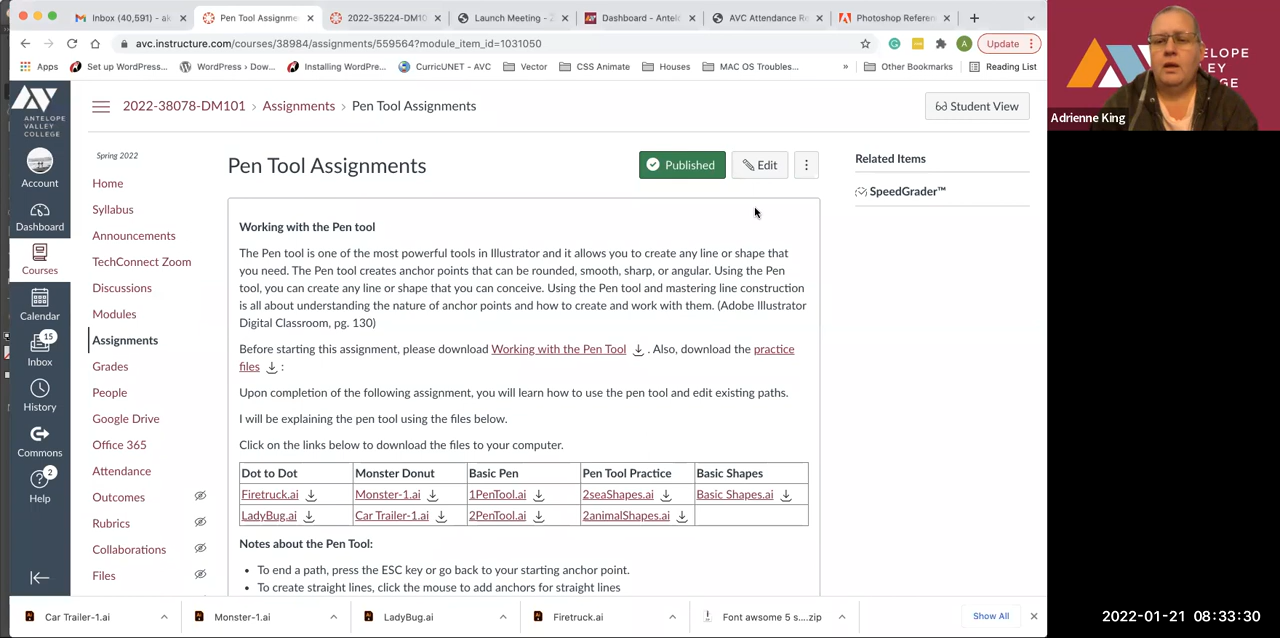 Inbox (40,591) - ak
Pen Tool Assignme
2022-35224-DM10
Launch Meeting - Z
Dashboard - Antel
AVC Attendance Re
Photoshop Referen
avc.instructure.com/courses/38984/assignments/559564?module_item_id=1031050
A
Update
Apps
Set up WordPress...
WordPress › Dow...
Installing WordPre...
CurricUNET - AVC
Vector
CSS Animate
Houses
MAC OS Troubles...
»
Other Bookmarks
Reading List
ANTELOPE
VALLEY
COLLEGE
Account
Dashboard
Courses
Calendar
15
Inbox
History
Commons
2
Help
2022-38078-DM101 › Assignments › Pen Tool Assignments
Student View
Spring 2022
Home
Syllabus
Announcements
TechConnect Zoom
Discussions
Modules
Assignments
Grades
People
Google Drive
Office 365
Attendance
Outcomes
Rubrics
Collaborations
Files
Pen Tool Assignments
Published
Edit
Related Items
SpeedGrader™
Working with the Pen tool
The Pen tool is one of the most powerful tools in Illustrator and it allows you to create any line or shape that
you need. The Pen tool creates anchor points that can be rounded, smooth, sharp, or angular. Using the Pen
tool, you can create any line or shape that you can conceive. Using the Pen tool and mastering line construction
is all about understanding the nature of anchor points and how to create and work with them. (Adobe Illustrator
Digital Classroom, pg. 130)
Before starting this assignment, please download Working with the Pen Tool . Also, download the practice
files :
Upon completion of the following assignment, you will learn how to use the pen tool and edit existing paths.
I will be explaining the pen tool using the files below.
Click on the links below to download the files to your computer.
Dot to Dot Monster Donut Basic Pen Pen Tool Practice Basic Shapes
Firetruck.ai Monster-1.ai 1PenTool.ai 2seaShapes.ai Basic Shapes.ai
LadyBug.ai Car Trailer-1.ai 2PenTool.ai 2animalShapes.ai
Notes about the Pen Tool:
• To end a path, press the ESC key or go back to your starting anchor point.
• To create straight lines, click the mouse to add anchors for straight lines
Car Trailer-1.ai
Monster-1.ai
LadyBug.ai
Firetruck.ai
Font awsome 5 s....zip
Show All
Adrienne King
2022-01-21 08:33:30